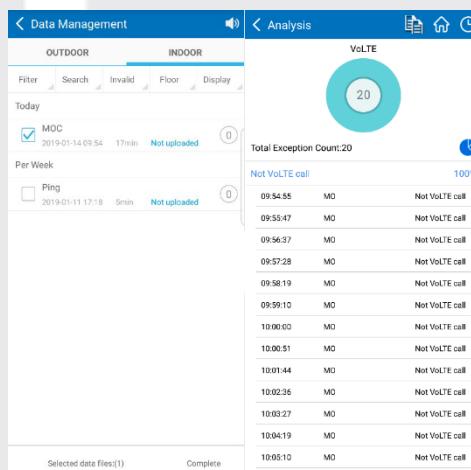 Data Management
OUTDOOR INDOOR
Filter Search Invalid Floor Display
Today
MOC
2019-01-14 09:54 17min Not uploaded 0
Per Week
Ping
2019-01-11 17:18 5min Not uploaded 0
Selected data files:(1) Complete
Analysis
VoLTE
20
Total Exception Count:20
Not VoLTE call 100%
09:54:55 MO Not VoLTE call
09:55:47 MO Not VoLTE call
09:56:37 MO Not VoLTE call
09:57:28 MO Not VoLTE call
09:58:19 MO Not VoLTE call
09:59:10 MO Not VoLTE call
10:00:00 MO Not VoLTE call
10:00:51 MO Not VoLTE call
10:01:44 MO Not VoLTE call
10:02:36 MO Not VoLTE call
10:03:27 MO Not VoLTE call
10:04:19 MO Not VoLTE call
10:05:10 MO Not VoLTE call